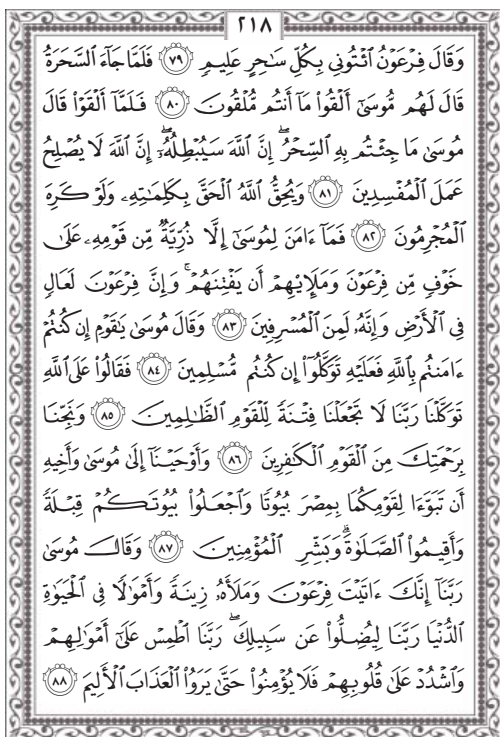 ٢١٨
وَقَالَ فِرْعَوْنُ ٱئْتُونِى بِكُلِّ سَٰحِرٍ عَلِيمٍ ٧٩ فَلَمَّا جَآءَ ٱلسَّحَرَةُ
قَالَ لَهُم مُّوسَىٰٓ أَلْقُوا۟ مَآ أَنتُم مُّلْقُونَ ٨٠ فَلَمَّآ أَلْقَوْا۟ قَالَ
مُوسَىٰ مَا جِئْتُم بِهِ ٱلسِّحْرُ ۖ إِنَّ ٱللَّهَ سَيُبْطِلُهُۥٓ ۖ إِنَّ ٱللَّهَ لَا يُصْلِحُ
عَمَلَ ٱلْمُفْسِدِينَ ٨١ وَيُحِقُّ ٱللَّهُ ٱلْحَقَّ بِكَلِمَٰتِهِۦ وَلَوْ كَرِهَ
ٱلْمُجْرِمُونَ ٨٢ فَمَآ ءَامَنَ لِمُوسَىٰٓ إِلَّا ذُرِّيَّةٌ مِّن قَوْمِهِۦ عَلَىٰ
خَوْفٍ مِّن فِرْعَوْنَ وَمَلَإِي۟هِمْ أَن يَفْتِنَهُمْ ۚ وَإِنَّ فِرْعَوْنَ لَعَالٍ
فِى ٱلْأَرْضِ وَإِنَّهُۥ لَمِنَ ٱلْمُسْرِفِينَ ٨٣ وَقَالَ مُوسَىٰ يَٰقَوْمِ إِن كُنتُمْ
ءَامَنتُم بِٱللَّهِ فَعَلَيْهِ تَوَكَّلُوٓا۟ إِن كُنتُم مُّسْلِمِينَ ٨٤ فَقَالُوا۟ عَلَى ٱللَّهِ
تَوَكَّلْنَا رَبَّنَا لَا تَجْعَلْنَا فِتْنَةً لِّلْقَوْمِ ٱلظَّٰلِمِينَ ٨٥ وَنَجِّنَا
بِرَحْمَتِكَ مِنَ ٱلْقَوْمِ ٱلْكَٰفِرِينَ ٨٦ وَأَوْحَيْنَآ إِلَىٰ مُوسَىٰ وَأَخِيهِ
أَن تَبَوَّءَا لِقَوْمِكُمَا بِمِصْرَ بُيُوتًا وَٱجْعَلُوا۟ بُيُوتَكُمْ قِبْلَةً
وَأَقِيمُوا۟ ٱلصَّلَوٰةَ ۗ وَبَشِّرِ ٱلْمُؤْمِنِينَ ٨٧ وَقَالَ مُوسَىٰ
رَبَّنَآ إِنَّكَ ءَاتَيْتَ فِرْعَوْنَ وَمَلَأَهُۥ زِينَةً وَأَمْوَٰلًا فِى ٱلْحَيَوٰةِ
ٱلدُّنْيَا رَبَّنَا لِيُضِلُّوا۟ عَن سَبِيلِكَ ۖ رَبَّنَا ٱطْمِسْ عَلَىٰٓ أَمْوَٰلِهِمْ
وَٱشْدُدْ عَلَىٰ قُلُوبِهِمْ فَلَا يُؤْمِنُوا۟ حَتَّىٰ يَرَوُا۟ ٱلْعَذَابَ ٱلْأَلِيمَ ٨٨